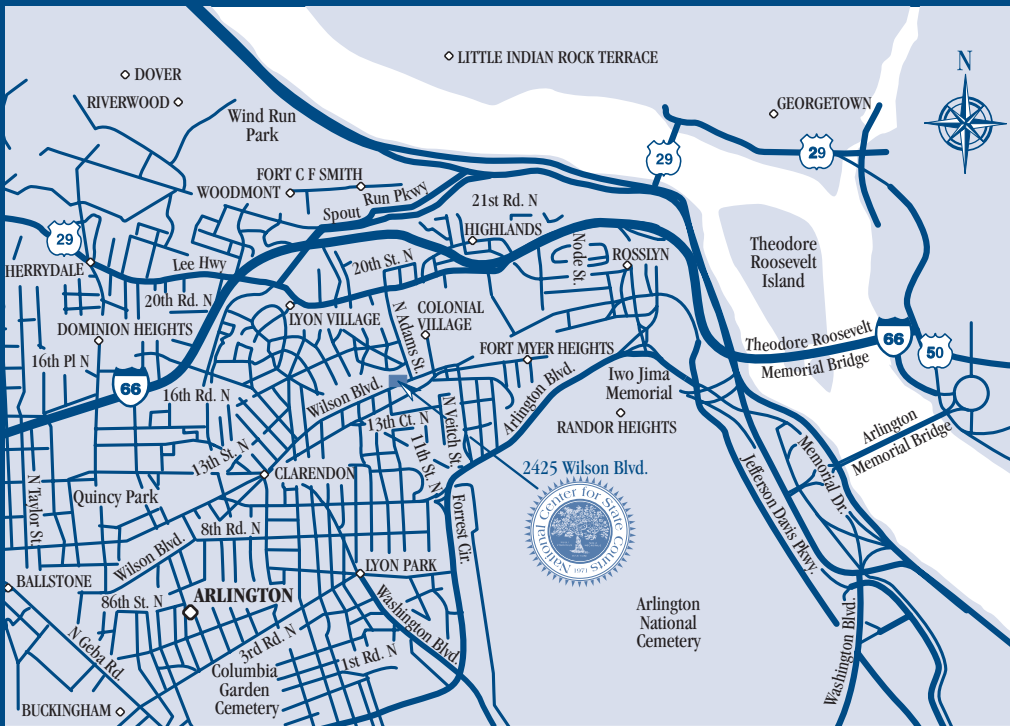 LITTLE INDIAN ROCK TERRACE
N
DOVER
RIVERWOOD
GEORGETOWN
Wind Run
Park
29
29
FORT C F SMITH
WOODMONT
Run Pkwy
Spout
21st Rd. N
29
HIGHLANDS
Node St.
ROSSLYN
Theodore
Roosevelt
Island
HERRYDALE
Lee Hwy
20th St. N
20th Rd. N
LYON VILLAGE
N Adams St.
COLONIAL
VILLAGE
DOMINION HEIGHTS
Theodore Roosevelt
Memorial Bridge
66
50
16th Pl N
66
16th Rd. N
FORT MYER HEIGHTS
Wilson Blvd.
Arlington Blvd.
Iwo Jima
Memorial
RANDOR HEIGHTS
13th Ct. N
N Veitch St.
11th St. N
13th St. N
Arlington
Memorial Bridge
Memorial Dr.
Jefferson Davis Pkwy.
CLARENDON
2425 Wilson Blvd.
National Center for State Courts
1971
N Taylor St.
Quincy Park
8th Rd. N
Forrest Cir.
Wilson Blvd.
LYON PARK
BALLSTONE
86th St. N
ARLINGTON
Washington Blvd.
Arlington
National
Cemetery
N Geba Rd.
3rd Rd. N
1st Rd. N
Columbia
Garden
Cemetery
Washington Blvd.
BUCKINGHAM